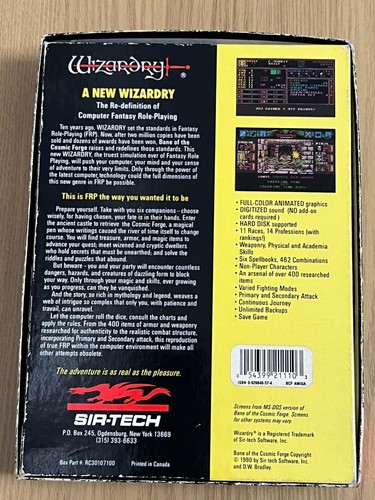 Wizardry®
A NEW WIZARDRY
The Re-definition of
Computer Fantasy Role-Playing
Ten years ago, WIZARDRY set the standards in Fantasy
Role-Playing (FRP). Now, after two million copies have been
sold and dozens of awards have been won, Bane of
the Cosmic Forge raises and redefines those standards. This
new WIZARDRY, the truest simulation ever of Fantasy Role
Playing, will push your computer, your mind and your sense
of adventure to their very limits. Only through the power of
the latest computer technology could the full dimensions of
this new genre in FRP be possible.
This is FRP the way you wanted it to be
Prepare yourself. Take with you six companions - choose
wisely, for having chosen, your fate is in their hands. Enter
the ancient castle to retrieve the Cosmic Forge, a magical
pen whose writings caused the river of time itself to change
course. You will find treasure, armor, and magic items to
advance your quest; meet wizened and cryptic dwellers
who hold secrets that must be unearthed; and solve the
riddles and puzzles that abound.
But beware – you and your party will encounter countless
dangers, hazards, and creatures of dazzling form to block
your way. Only through your magic and skills, ever growing
as you progress, can they be vanquished.
And the story, so rich in mythology and legend, weaves a
web of intrigue so complex that only you, with patience and
travail, can unravel.
Let the computer roll the dice, consult the charts and
apply the rules. From the 400 items of armor and weaponry
researched for authenticity to the realistic combat structure,
incorporating Primary and Secondary attack, this reproduction
of true FRP within the computer environment will make all
other attempts obsolete.
The adventure is as real as the pleasure.
SIR-TECH
P.O. Box 245, Ogdensburg, New York 13669
(315) 393-6633
Box Part #: RC30107100
Printed in Canada
• FULL-COLOR ANIMATED graphics
• DIGITIZED sound (NO add-on
cards required)
• HARD DISK supported
• 11 Races, 14 Professions (with
rankings!)
• Weaponry, Physical and Academia
Skills
• Six Spellbooks, 462 Combinations
• Non-Player Characters
• An arsenal of over 400 researched
items
• Varied Fighting Modes
• Primary and Secondary Attack
• Continuous Journey
• Unlimited Backups
• Save Game
0 54399 21110 3
ISBN 0-926846-57-4
BCF AMIGA
Screens from MS-DOS version of
Bane of the Cosmic Forge. Screens
for other systems may vary
Wizardry® is a Registered Trademark
of Sir-tech Software, Inc.
Bane of the Cosmic Forge Copyright
© 1990 by Sir-tech Software, Inc.
and D.W. Bradley.